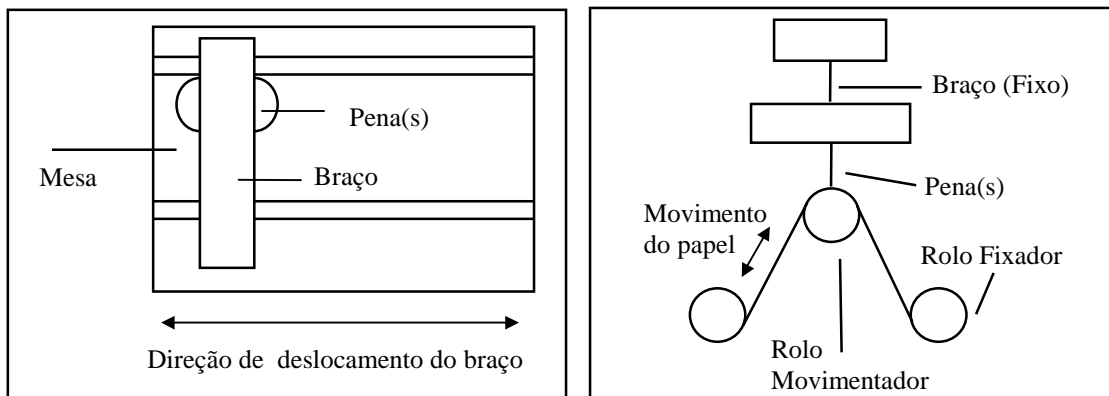 Pena(s)
Mesa
Braço
Direção de  deslocamento do braço
Braço (Fixo)
Pena(s)
Movimento
do papel
Rolo Fixador
Rolo
Movimentador